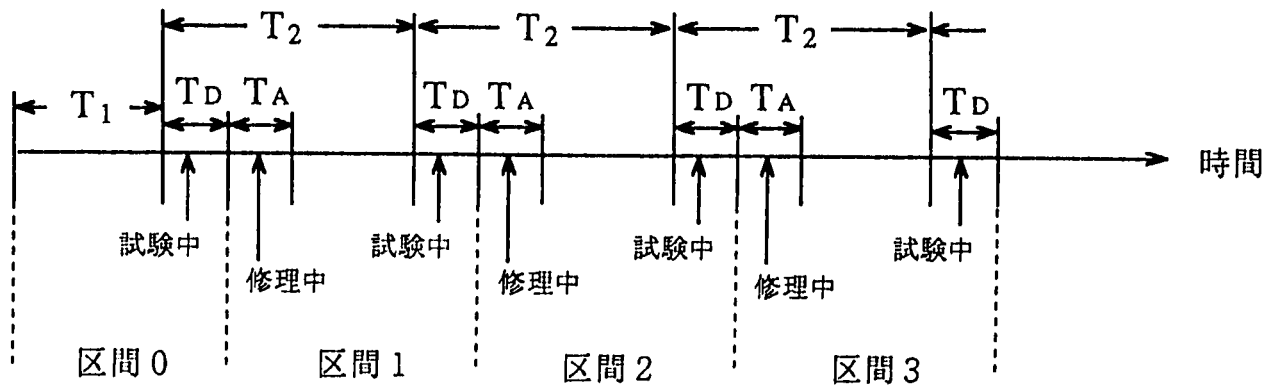 T2 T2 T2
T1 TD TA TD TA TD TA TD
時間
試験中 試験中 試験中 試験中
修理中 修理中 修理中
区間0 区間1 区間2 区間3